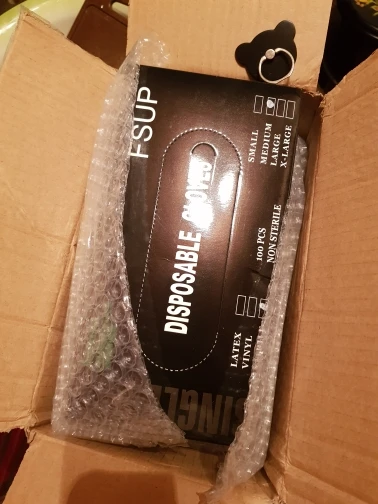 FSUP
SMALL
MEDIUM
LARGE
X-LARGE
DISPOSABLE GLOVES
100 PCS
NON STERILE
LATEX
VINYL